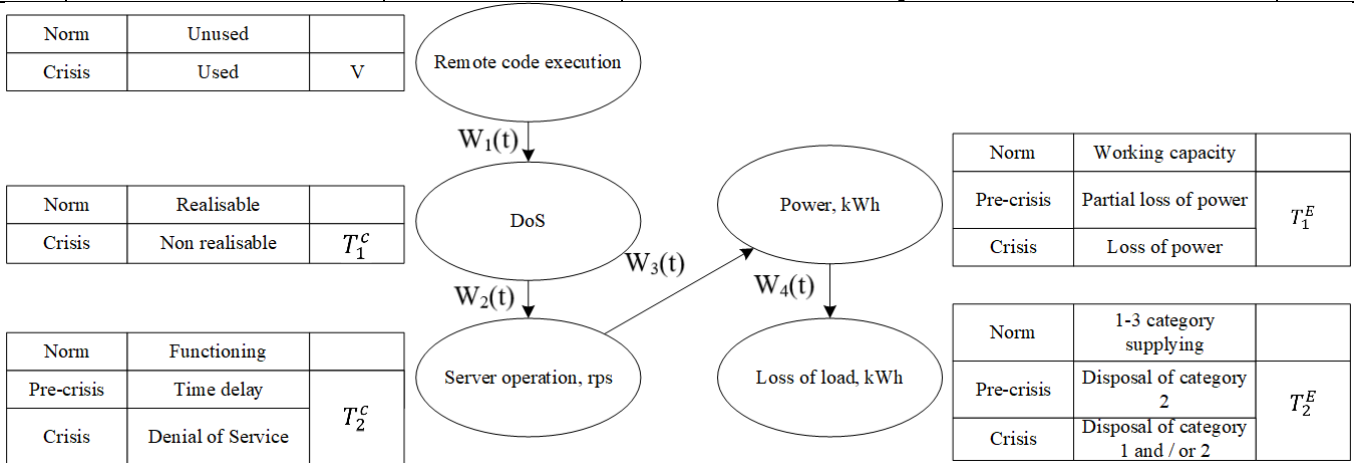 Norm Unused
Crisis Used V
Remote code execution
W₁(t)
Norm Realisable
Crisis Non realisable T₁ᶜ
DoS
W₂(t)
W₃(t)
Norm Functioning
Pre-crisis Time delay
Crisis Denial of Service
T₂ᶜ
Server operation, rps
Power, kWh
W₄(t)
Loss of load, kWh
Norm Working capacity
Pre-crisis Partial loss of power
Crisis Loss of power
T₁ᴱ
Norm
1-3 category
supplying
Pre-crisis
Disposal of category
2
Crisis
Disposal of category
1 and / or 2
T₂ᴱ